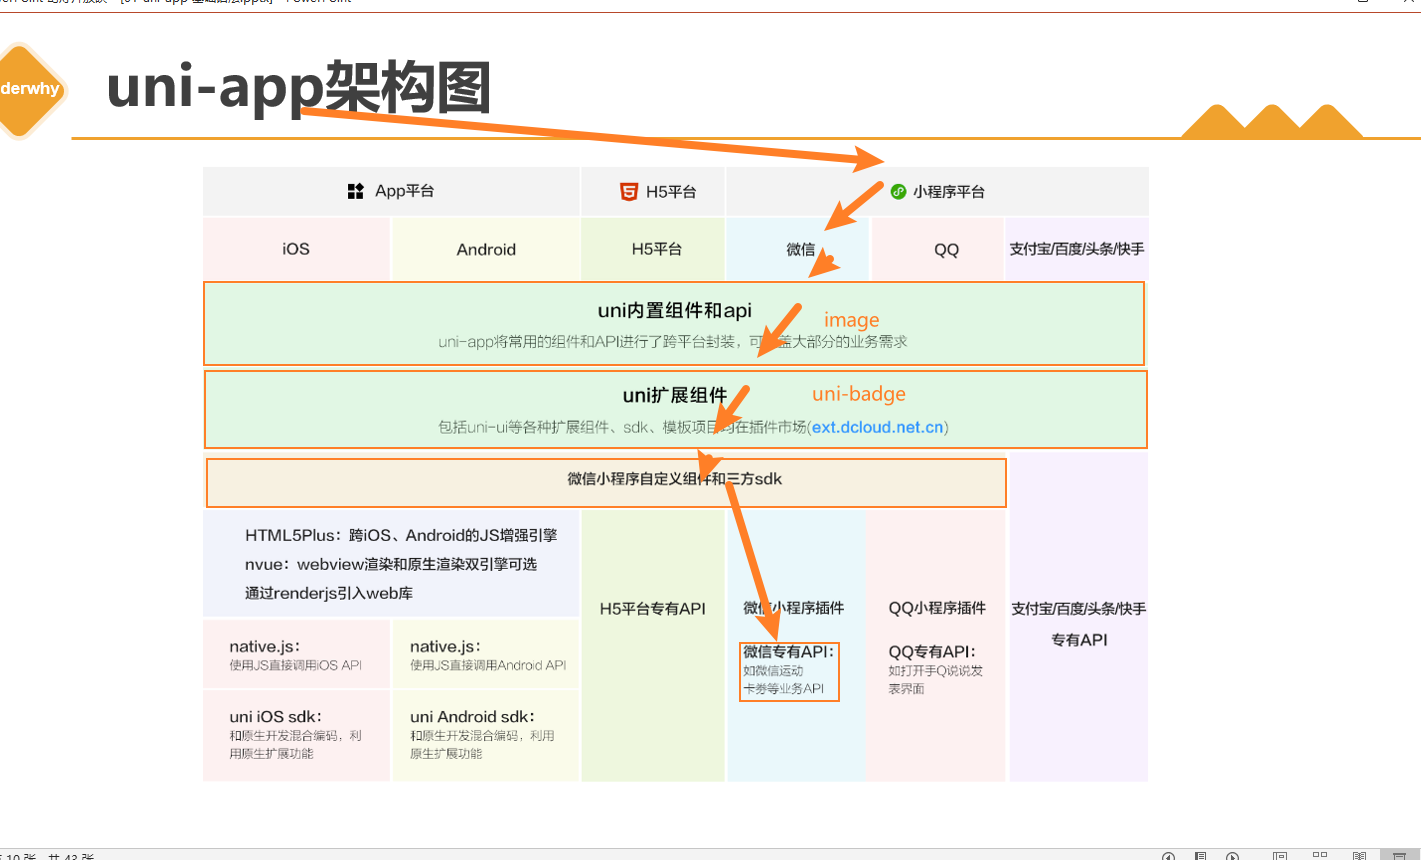 derwhy
uni-app架构图
App平台
H5平台
小程序平台
iOS
Android
H5平台
微信
QQ
支付宝/百度/头条/快手
uni内置组件和api
image
uni-app将常用的组件和API进行了跨平台封装，可 盖大部分的业务需求
uni扩展组件
uni-badge
包括uni-ui等各种扩展组件、sdk、模板项目均在插件市场(ext.dcloud.net.cn)
微信小程序自定义组件和三方sdk
HTML5Plus：跨iOS、Android的JS增强引擎
nvue：webview渲染和原生渲染双引擎可选
通过renderjs引入web库
H5平台专有API
微信小程序插件
QQ小程序插件
支付宝/百度/头条/快手
专有API
native.js：
使用JS直接调用iOS API
native.js：
使用JS直接调用Android API
微信专有API：
如微信运动
卡券等业务API
QQ专有API：
如打开手Q说说发
表界面
uni iOS sdk：
和原生开发混合编码，利
用原生扩展功能
uni Android sdk：
和原生开发混合编码，利用
原生扩展功能